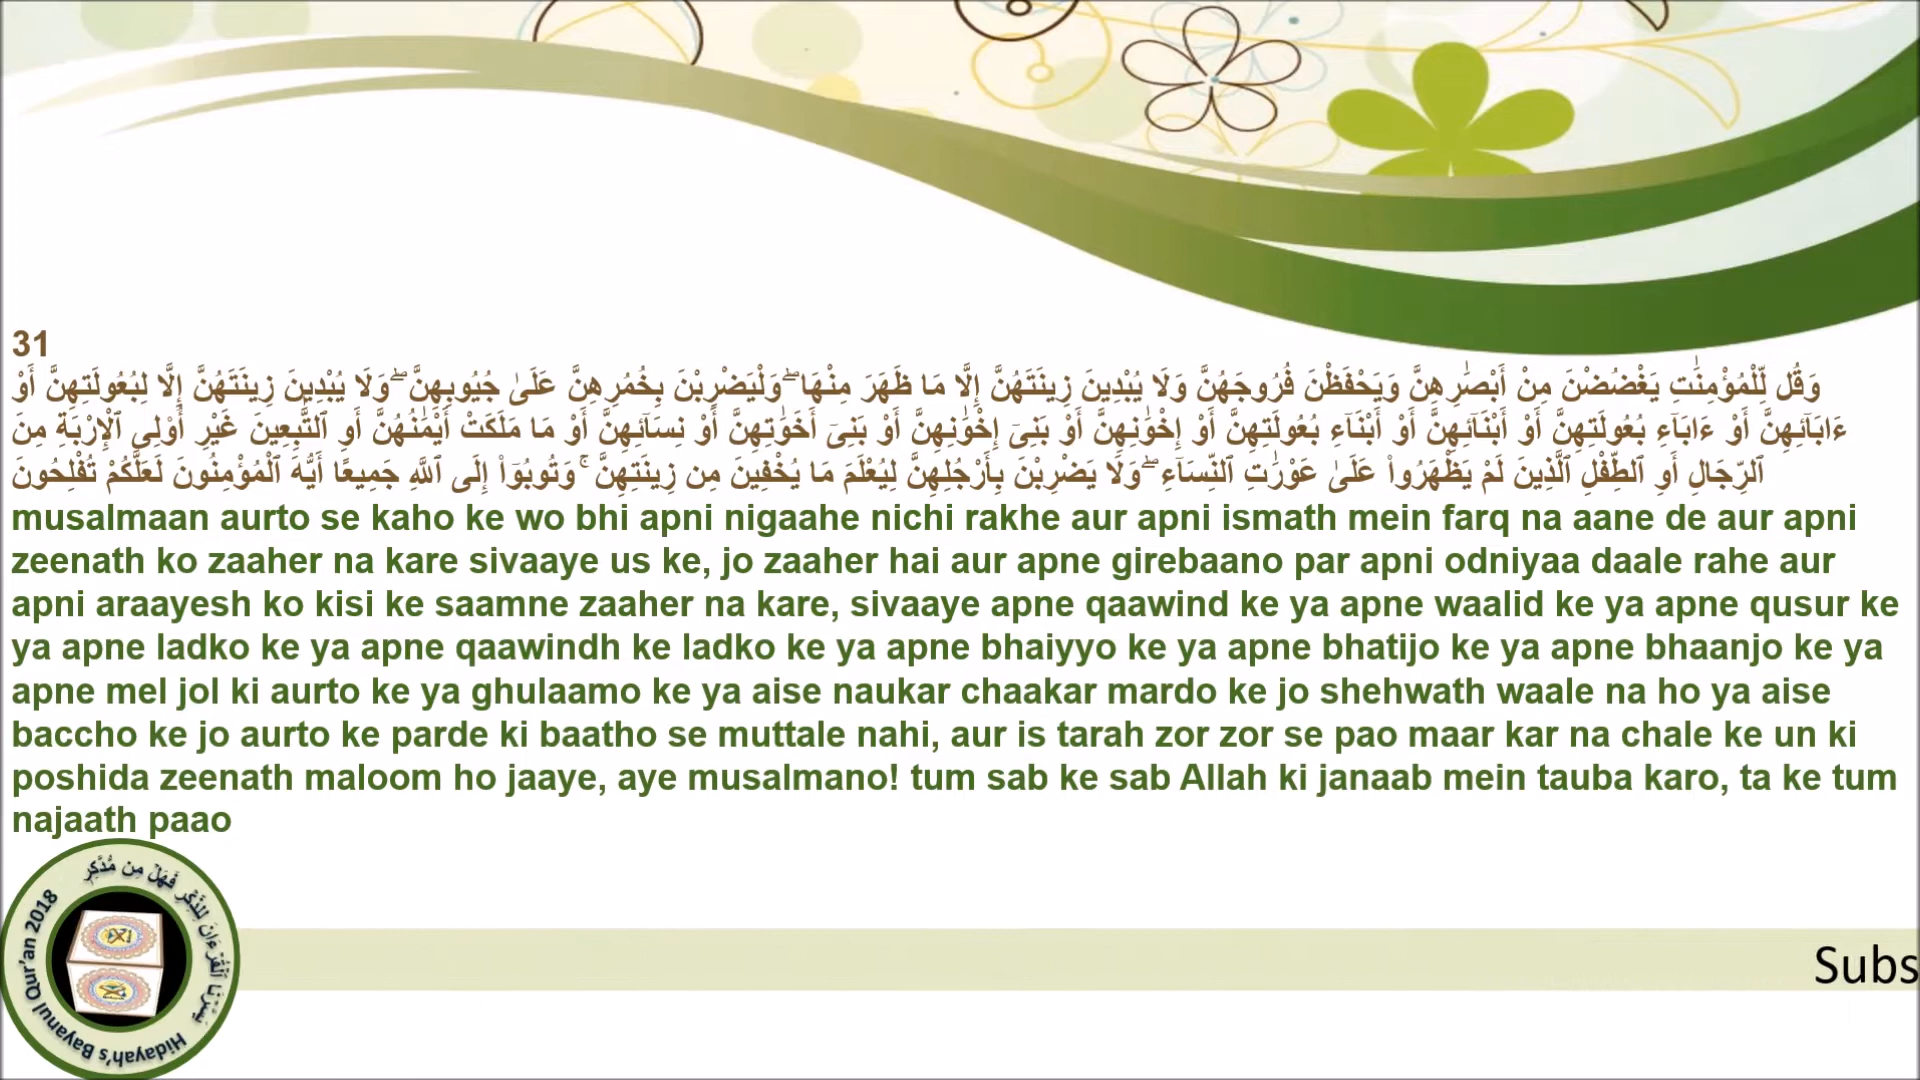 31
وَقُل لِّلْمُؤْمِنَٰتِ يَغْضُضْنَ مِنْ أَبْصَٰرِهِنَّ وَيَحْفَظْنَ فُرُوجَهُنَّ وَلَا يُبْدِينَ زِينَتَهُنَّ إِلَّا مَا ظَهَرَ مِنْهَا ۖ وَلْيَضْرِبْنَ بِخُمُرِهِنَّ عَلَىٰ جُيُوبِهِنَّ ۖ وَلَا يُبْدِينَ زِينَتَهُنَّ إِلَّا لِبُعُولَتِهِنَّ أَوْ
ءَابَآئِهِنَّ أَوْ ءَابَآءِ بُعُولَتِهِنَّ أَوْ أَبْنَآئِهِنَّ أَوْ أَبْنَآءِ بُعُولَتِهِنَّ أَوْ إِخْوَٰنِهِنَّ أَوْ بَنِىٓ إِخْوَٰنِهِنَّ أَوْ بَنِىٓ أَخَوَٰتِهِنَّ أَوْ نِسَآئِهِنَّ أَوْ مَا مَلَكَتْ أَيْمَٰنُهُنَّ أَوِ ٱلتَّٰبِعِينَ غَيْرِ أُو۟لِى ٱلْإِرْبَةِ مِنَ
ٱلرِّجَالِ أَوِ ٱلطِّفْلِ ٱلَّذِينَ لَمْ يَظْهَرُوا۟ عَلَىٰ عَوْرَٰتِ ٱلنِّسَآءِ ۖ وَلَا يَضْرِبْنَ بِأَرْجُلِهِنَّ لِيُعْلَمَ مَا يُخْفِينَ مِن زِينَتِهِنَّ ۚ وَتُوبُوٓا۟ إِلَى ٱللَّهِ جَمِيعًا أَيُّهَ ٱلْمُؤْمِنُونَ لَعَلَّكُمْ تُفْلِحُونَ
musalmaan aurto se kaho ke wo bhi apni nigaahe nichi rakhe aur apni ismath mein farq na aane de aur apni
zeenath ko zaaher na kare sivaaye us ke, jo zaaher hai aur apne girebaano par apni odniyaa daale rahe aur
apni araayesh ko kisi ke saamne zaaher na kare, sivaaye apne qaawind ke ya apne waalid ke ya apne qusur ke
ya apne ladko ke ya apne qaawindh ke ladko ke ya apne bhaiyyo ke ya apne bhatijo ke ya apne bhaanjo ke ya
apne mel jol ki aurto ke ya ghulaamo ke ya aise naukar chaakar mardo ke jo shehwath waale na ho ya aise
baccho ke jo aurto ke parde ki baatho se muttale nahi, aur is tarah zor zor se pao maar kar na chale ke un ki
poshida zeenath maloom ho jaaye, aye musalmano! tum sab ke sab Allah ki janaab mein tauba karo, ta ke tum
najaath paao
يَسَّرْنَا ٱلْقُرْءَانَ لِلذِّكْرِ فَهَلْ مِن مُّدَّكِرٍ
Hidayah's Bayanul Qur'an 2018
Subs